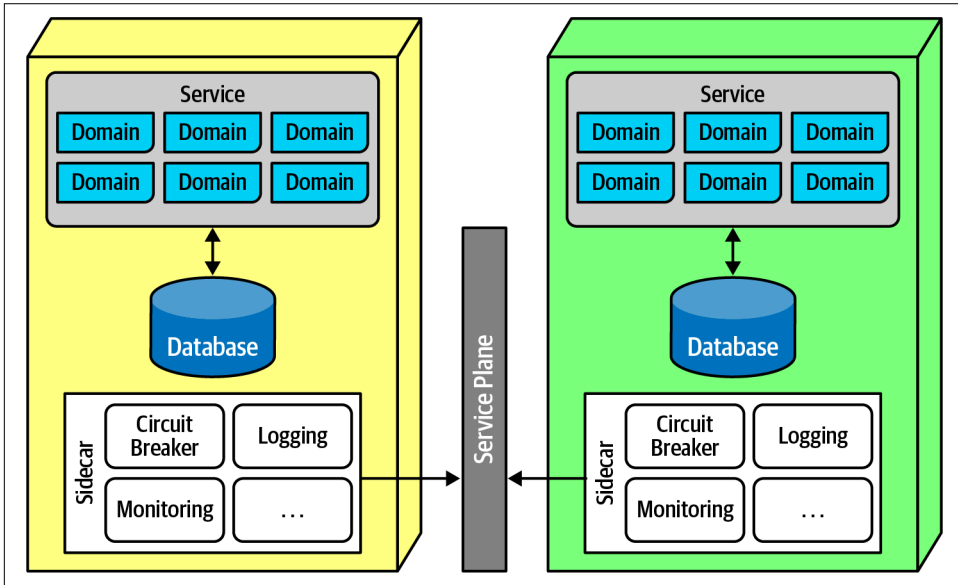 Service
Domain Domain Domain
Domain Domain Domain
Database
Sidecar
Circuit
Breaker
Logging
Monitoring
...
Service Plane
Service
Domain Domain Domain
Domain Domain Domain
Database
Sidecar
Circuit
Breaker
Logging
Monitoring
...